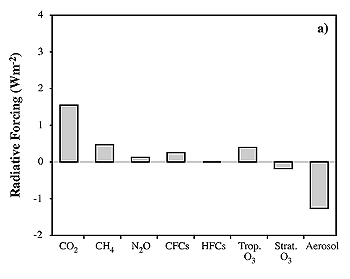 a)
Radiative Forcing (Wm-2)
4
3
2
1
0
-1
-2
CO2 CH4 N2O CFCs HFCs Trop. O3 Strat. O3 Aerosol